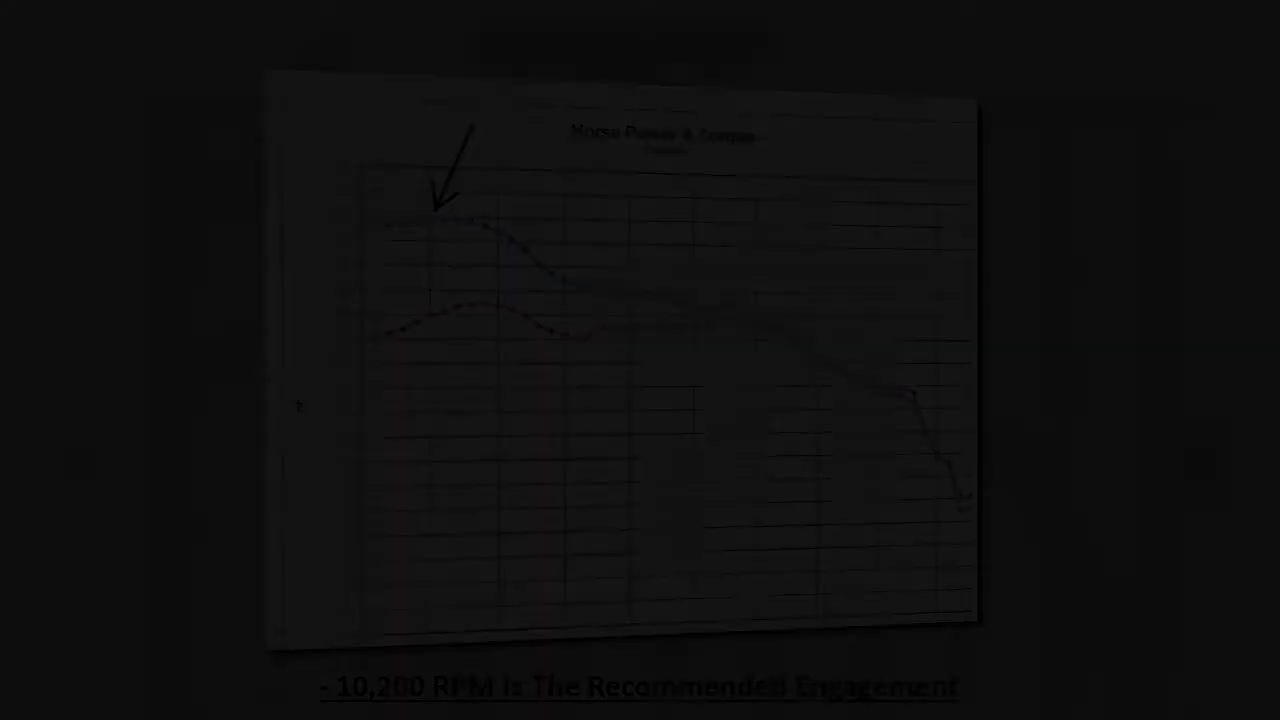 Horse Power & Torque
- 10,200 RPM Is The Recommended Engagement